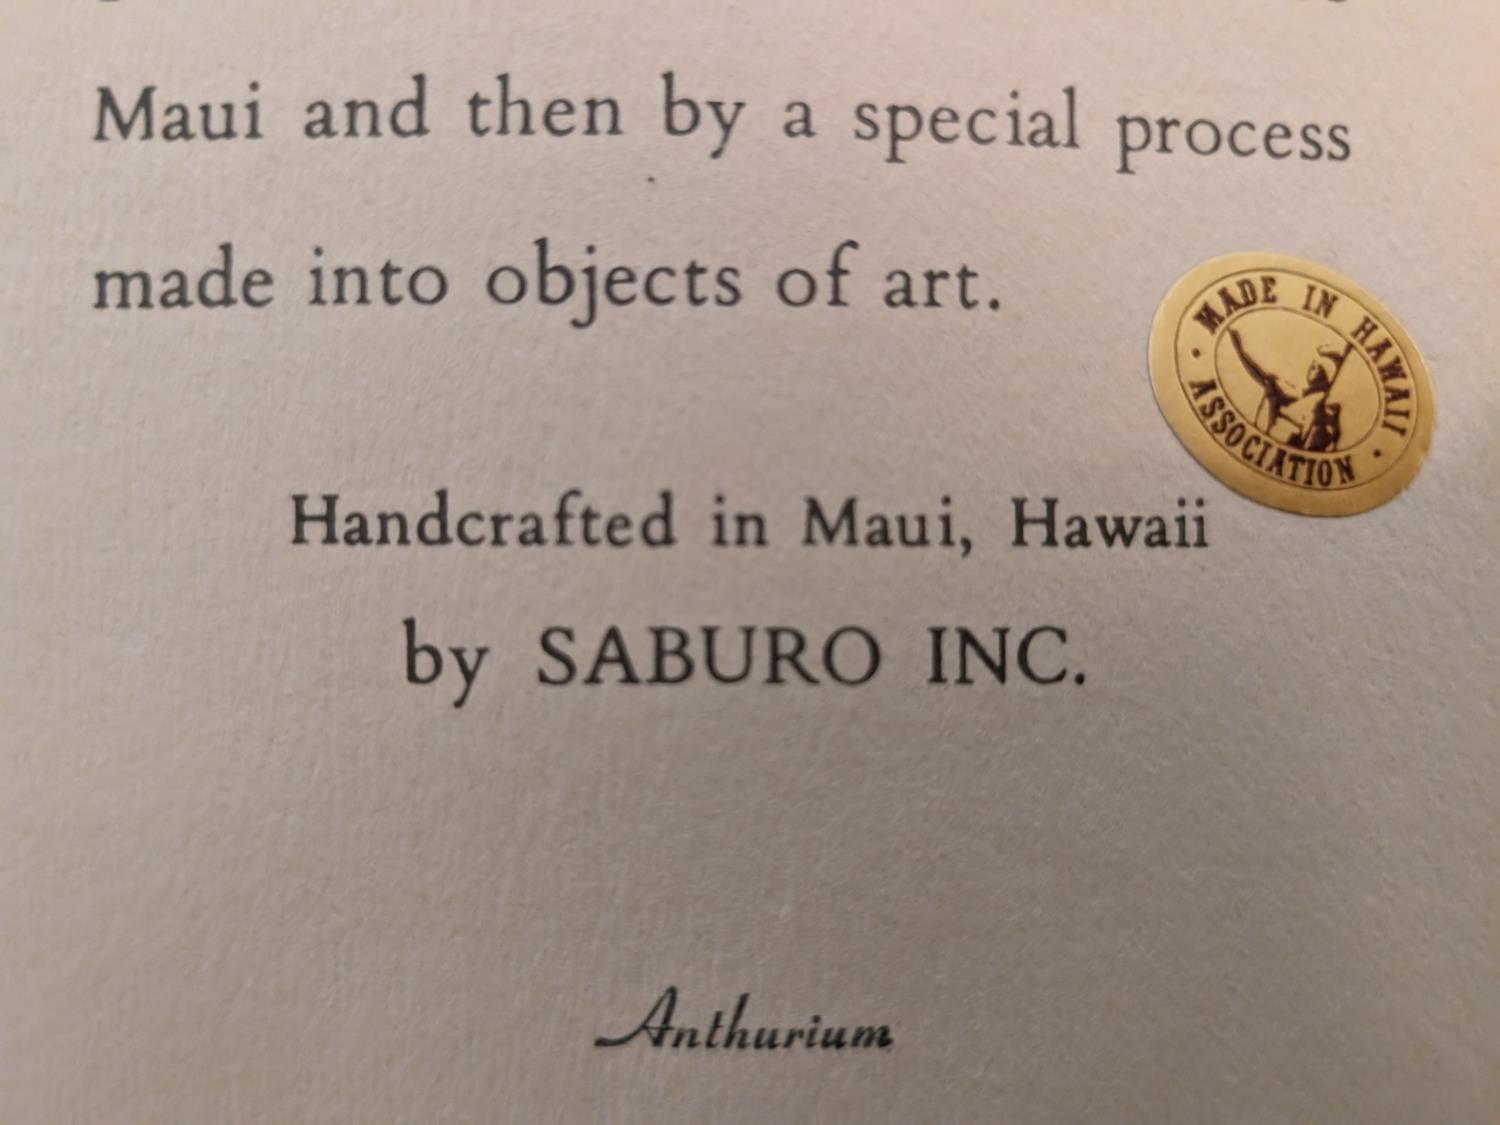 Maui and then by a special process
made into objects of art.
MADE IN HAWAII
ASSOCIATION
Handcrafted in Maui, Hawaii
by SABURO INC.
Anthurium